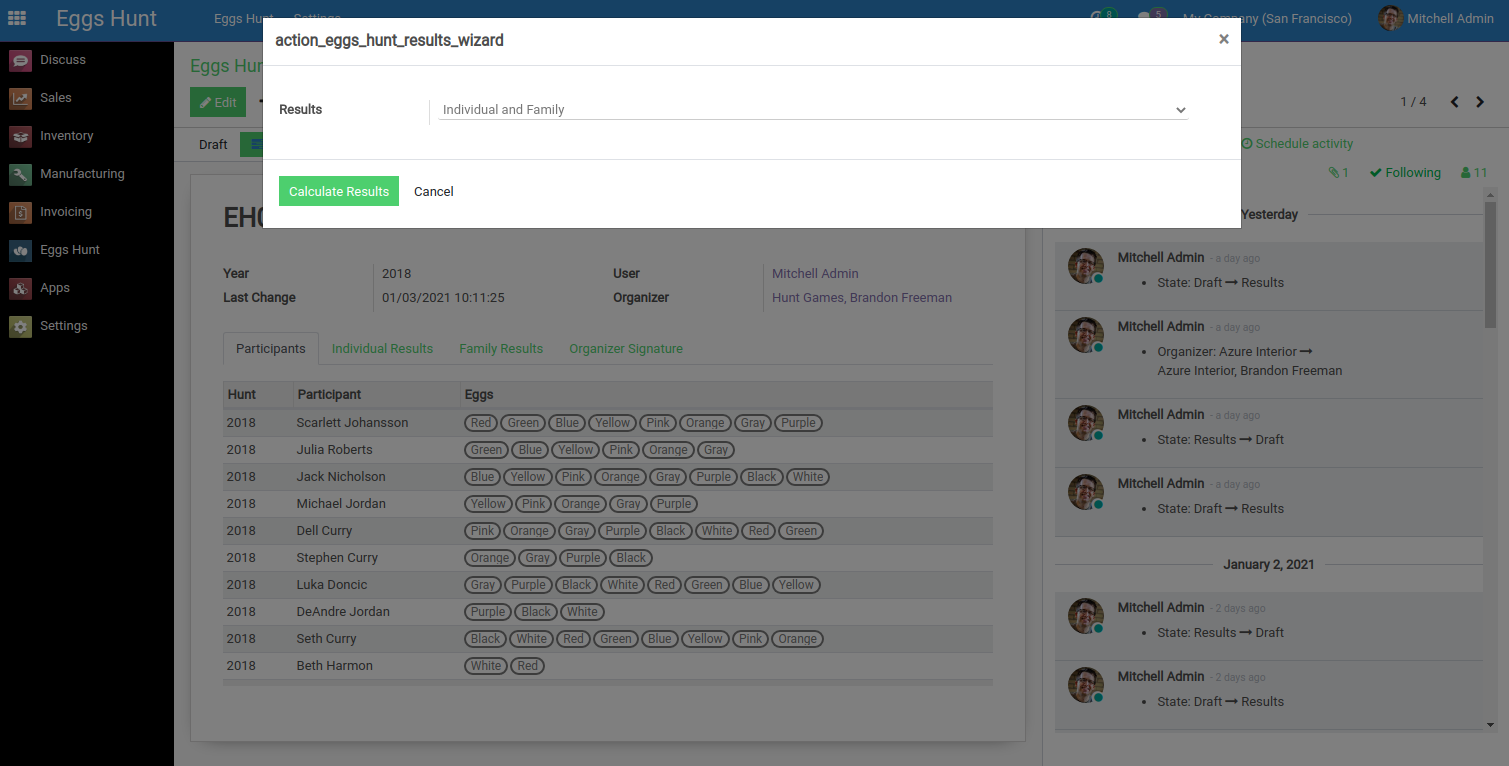 Eggs Hunt
Eggs Hunt Settings
8
5
My Company (San Francisco)
Mitchell Admin
action_eggs_hunt_results_wizard
×
Results
Individual and Family
Calculate Results
Cancel
Discuss
Sales
Inventory
Manufacturing
Invoicing
Eggs Hunt
Apps
Settings
Edit
1 / 4
Draft
Schedule activity
1
Following
11
Year 2018
User Mitchell Admin
Last Change 01/03/2021 10:11:25
Organizer Hunt Games, Brandon Freeman
Participants Individual Results Family Results Organizer Signature
Hunt Participant Eggs
2018 Scarlett Johansson Red Green Blue Yellow Pink Orange Gray Purple
2018 Julia Roberts Green Blue Yellow Pink Orange Gray
2018 Jack Nicholson Blue Yellow Pink Orange Gray Purple Black White
2018 Michael Jordan Yellow Pink Orange Gray Purple
2018 Dell Curry Pink Orange Gray Purple Black White Red Green
2018 Stephen Curry Orange Gray Purple Black
2018 Luka Doncic Gray Purple Black White Red Green Blue Yellow
2018 DeAndre Jordan Purple Black White
2018 Seth Curry Black White Red Green Blue Yellow Pink Orange
2018 Beth Harmon White Red
Yesterday
Mitchell Admin - a day ago
• State: Draft → Results
Mitchell Admin - a day ago
• Organizer: Azure Interior →
Azure Interior, Brandon Freeman
Mitchell Admin - a day ago
• State: Results → Draft
Mitchell Admin - a day ago
• State: Draft → Results
January 2, 2021
Mitchell Admin - 2 days ago
• State: Results → Draft
Mitchell Admin - 2 days ago
• State: Draft → Results